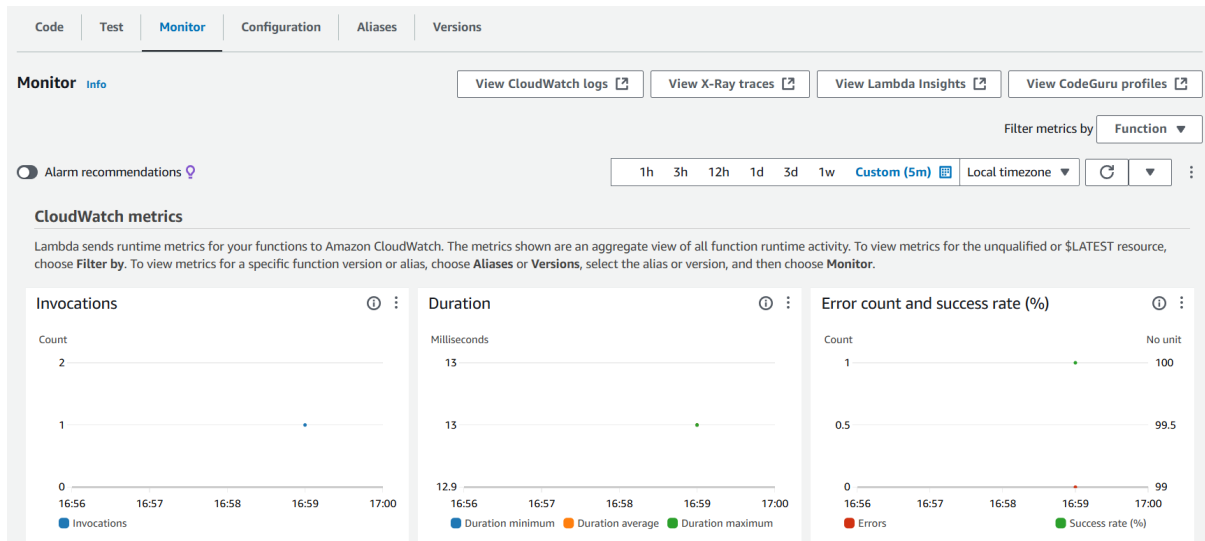 Code Test Monitor Configuration Aliases Versions
Monitor Info View CloudWatch logs View X-Ray traces View Lambda Insights View CodeGuru profiles
Filter metrics by Function
Alarm recommendations 1h 3h 12h 1d 3d 1w Custom (5m) Local timezone
CloudWatch metrics
Lambda sends runtime metrics for your functions to Amazon CloudWatch. The metrics shown are an aggregate view of all function runtime activity. To view metrics for the unqualified or $LATEST resource,
choose Filter by. To view metrics for a specific function version or alias, choose Aliases or Versions, select the alias or version, and then choose Monitor.
Invocations
Count
2
1
0
16:56 16:57 16:58 16:59 17:00
Invocations
Duration
Milliseconds
13
13
12.9
16:56 16:57 16:58 16:59 17:00
Duration minimum Duration average Duration maximum
Error count and success rate (%)
Count No unit
1 100
0.5 99.5
0 99
16:56 16:57 16:58 16:59 17:00
Errors Success rate (%)